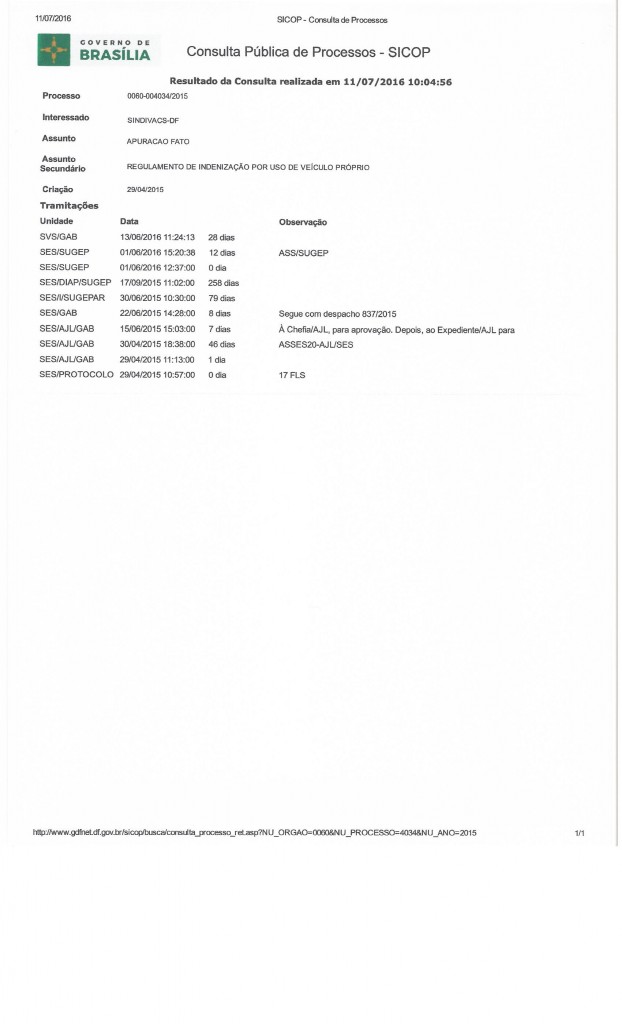 11/07/2016 SICOP - Consulta de Processos
GOVERNO DE
BRASÍLIA
Consulta Pública de Processos - SICOP
Resultado da Consulta realizada em 11/07/2016 10:04:56
Processo 0060-004034/2015
Interessado SINDIVACS-DF
Assunto APURACAO FATO
Assunto
Secundário REGULAMENTO DE INDENIZAÇÃO POR USO DE VEÍCULO PRÓPRIO
Criação 29/04/2015
Tramitações
Unidade Data Observação
SVS/GAB 13/06/2016 11:24:13 28 dias
SES/SUGEP 01/06/2016 15:20:38 12 dias ASS/SUGEP
SES/SUGEP 01/06/2016 12:37:00 0 dia
SES/DIAP/SUGEP 17/09/2015 11:02:00 258 dias
SES/I/SUGEPAR 30/06/2015 10:30:00 79 dias
SES/GAB 22/06/2015 14:28:00 8 dias Segue com despacho 837/2015
SES/AJL/GAB 15/06/2015 15:03:00 7 dias À Chefia/AJL, para aprovação. Depois, ao Expediente/AJL para
SES/AJL/GAB 30/04/2015 18:38:00 46 dias ASSES20-AJL/SES
SES/AJL/GAB 29/04/2015 11:13:00 1 dia
SES/PROTOCOLO 29/04/2015 10:57:00 0 dia 17 FLS
http://www.gdfnet.df.gov.br/sicop/busca/consulta_processo_ret.asp?NU_ORGAO=0060&NU_PROCESSO=4034&NU_ANO=2015 1/1